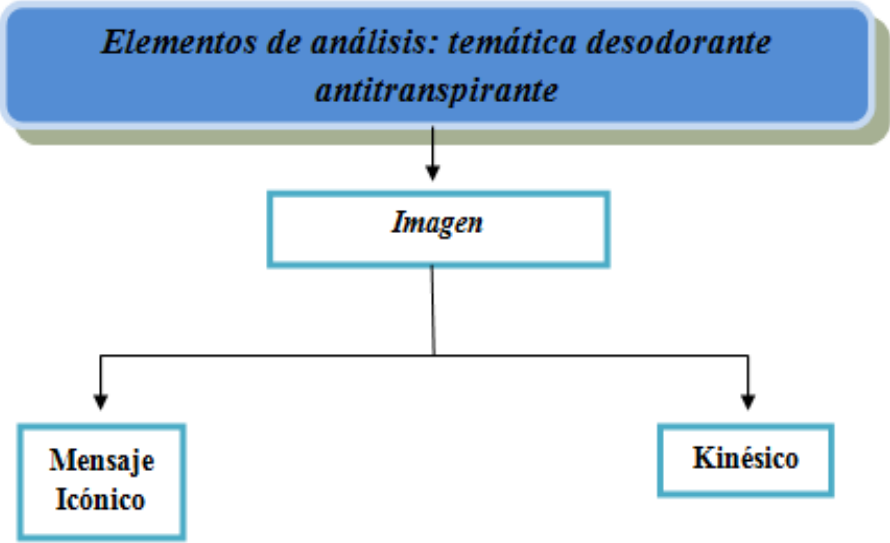 Elementos de análisis: temática desodorante
antitranspirante
Imagen
Mensaje
Icónico
Kinésico